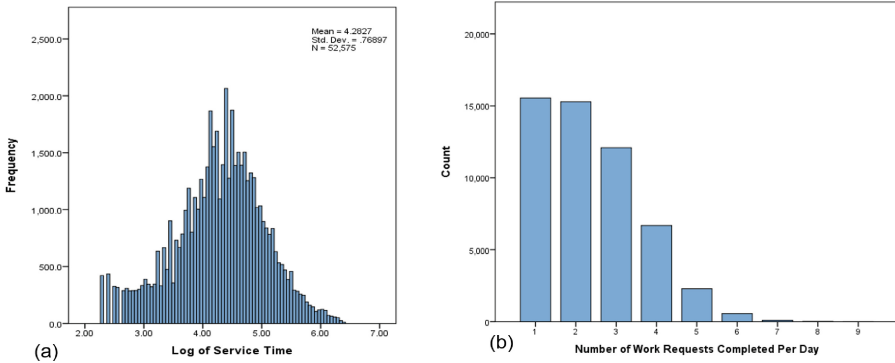 Mean = 4.2827
Std. Dev. = .76897
N = 52,575
2,500.0
2,000.0
1,500.0
1,000.0
500.0
0.0
Frequency
2.00 3.00 4.00 5.00 6.00 7.00
Log of Service Time
(a)
20,000
15,000
10,000
5,000
0
Count
1 2 3 4 5 6 7 8 9
Number of Work Requests Completed Per Day
(b)